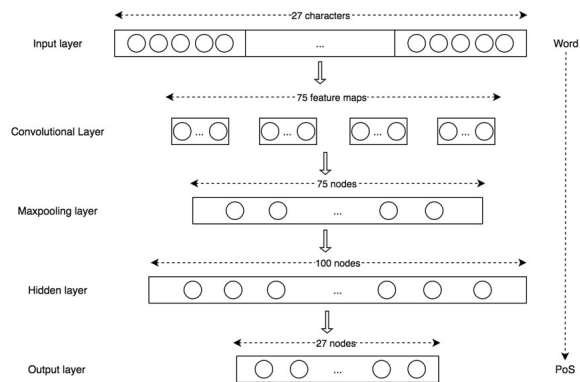 27 characters
Input layer ... Word
75 feature maps
Convolutional Layer ... ... ... ...
75 nodes
Maxpooling layer ...
100 nodes
Hidden layer ...
27 nodes
Output layer ... PoS